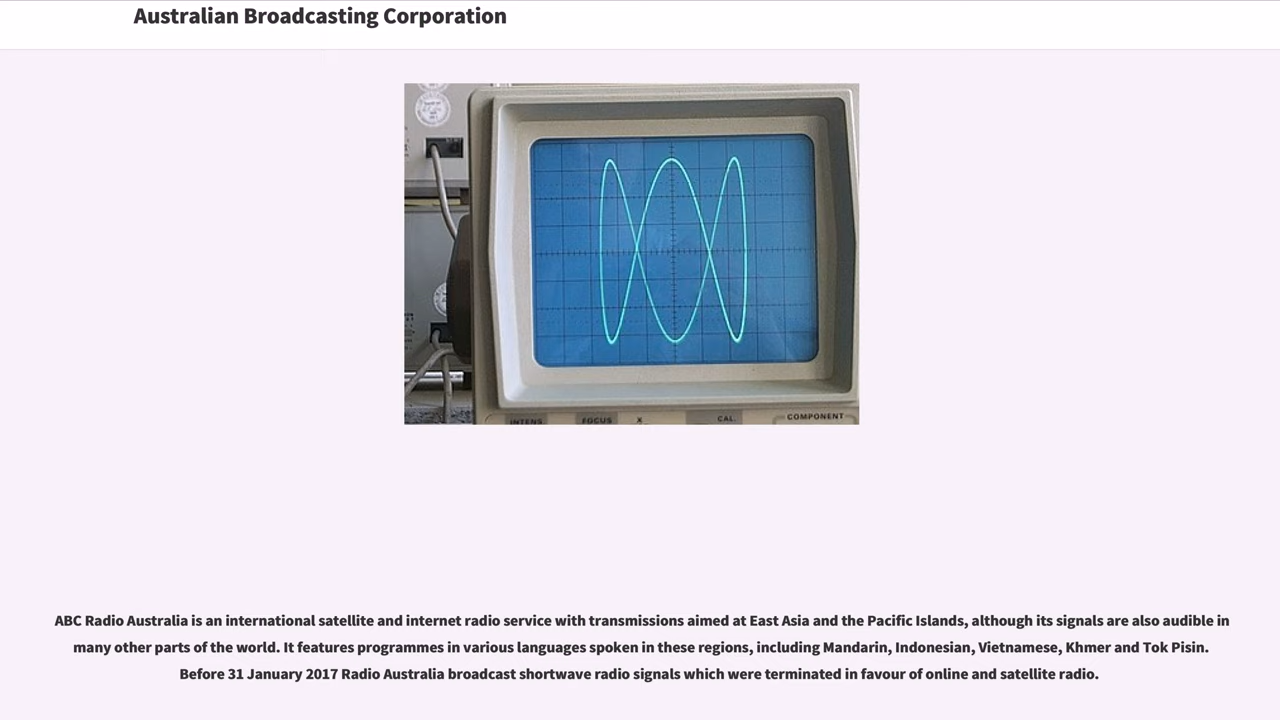 Australian Broadcasting Corporation
INTENS
FOCUS
X
CAL.
COMPONENT
ABC Radio Australia is an international satellite and internet radio service with transmissions aimed at East Asia and the Pacific Islands, although its signals are also audible in
many other parts of the world. It features programmes in various languages spoken in these regions, including Mandarin, Indonesian, Vietnamese, Khmer and Tok Pisin.
Before 31 January 2017 Radio Australia broadcast shortwave radio signals which were terminated in favour of online and satellite radio.